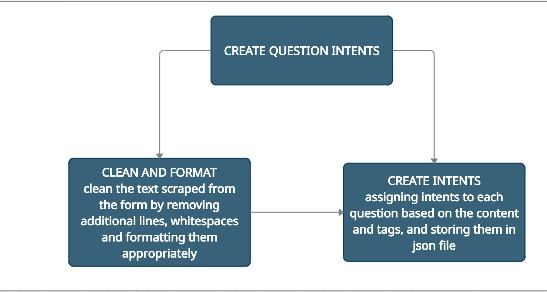 CREATE QUESTION INTENTS
CLEAN AND FORMAT
clean the text scraped from
the form by removing
additional lines, whitespaces
and formatting them
appropriately
CREATE INTENTS
assigning intents to each
question based on the content
and tags, and storing them in
json file